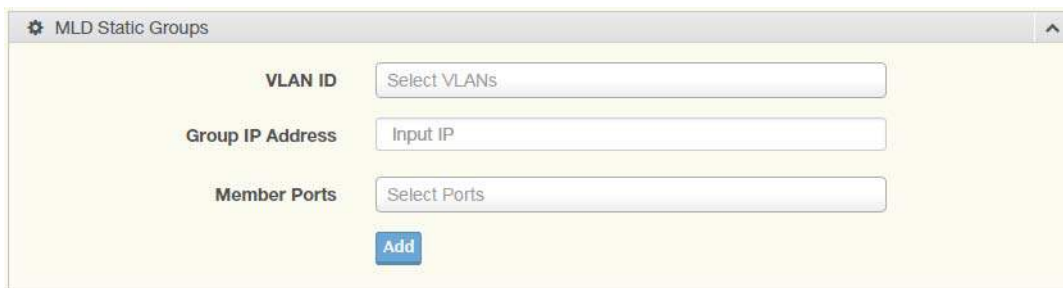 MLD Static Groups
VLAN ID Select VLANs
Group IP Address Input IP
Member Ports Select Ports
Add